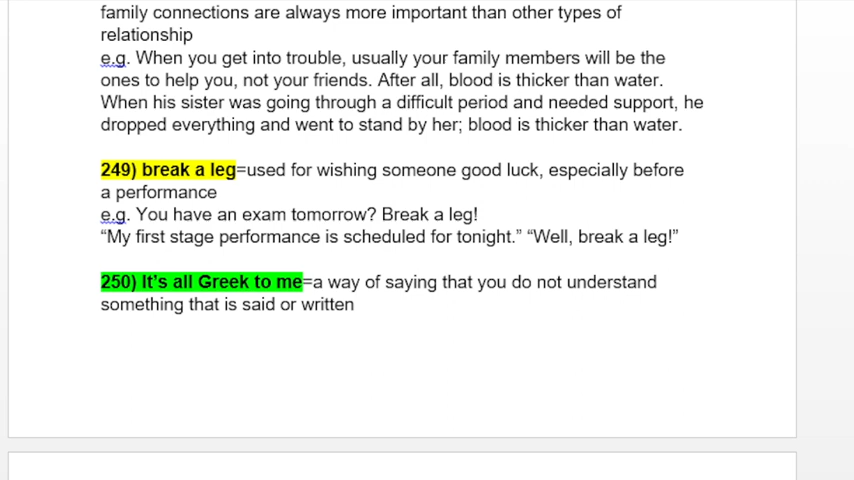 family connections are always more important than other types of
relationship
e.g. When you get into trouble, usually your family members will be the
ones to help you, not your friends. After all, blood is thicker than water.
When his sister was going through a difficult period and needed support, he
dropped everything and went to stand by her; blood is thicker than water.
249) break a leg=used for wishing someone good luck, especially before
a performance
e.g. You have an exam tomorrow? Break a leg!
“My first stage performance is scheduled for tonight.” “Well, break a leg!”
250) It’s all Greek to me=a way of saying that you do not understand
something that is said or written